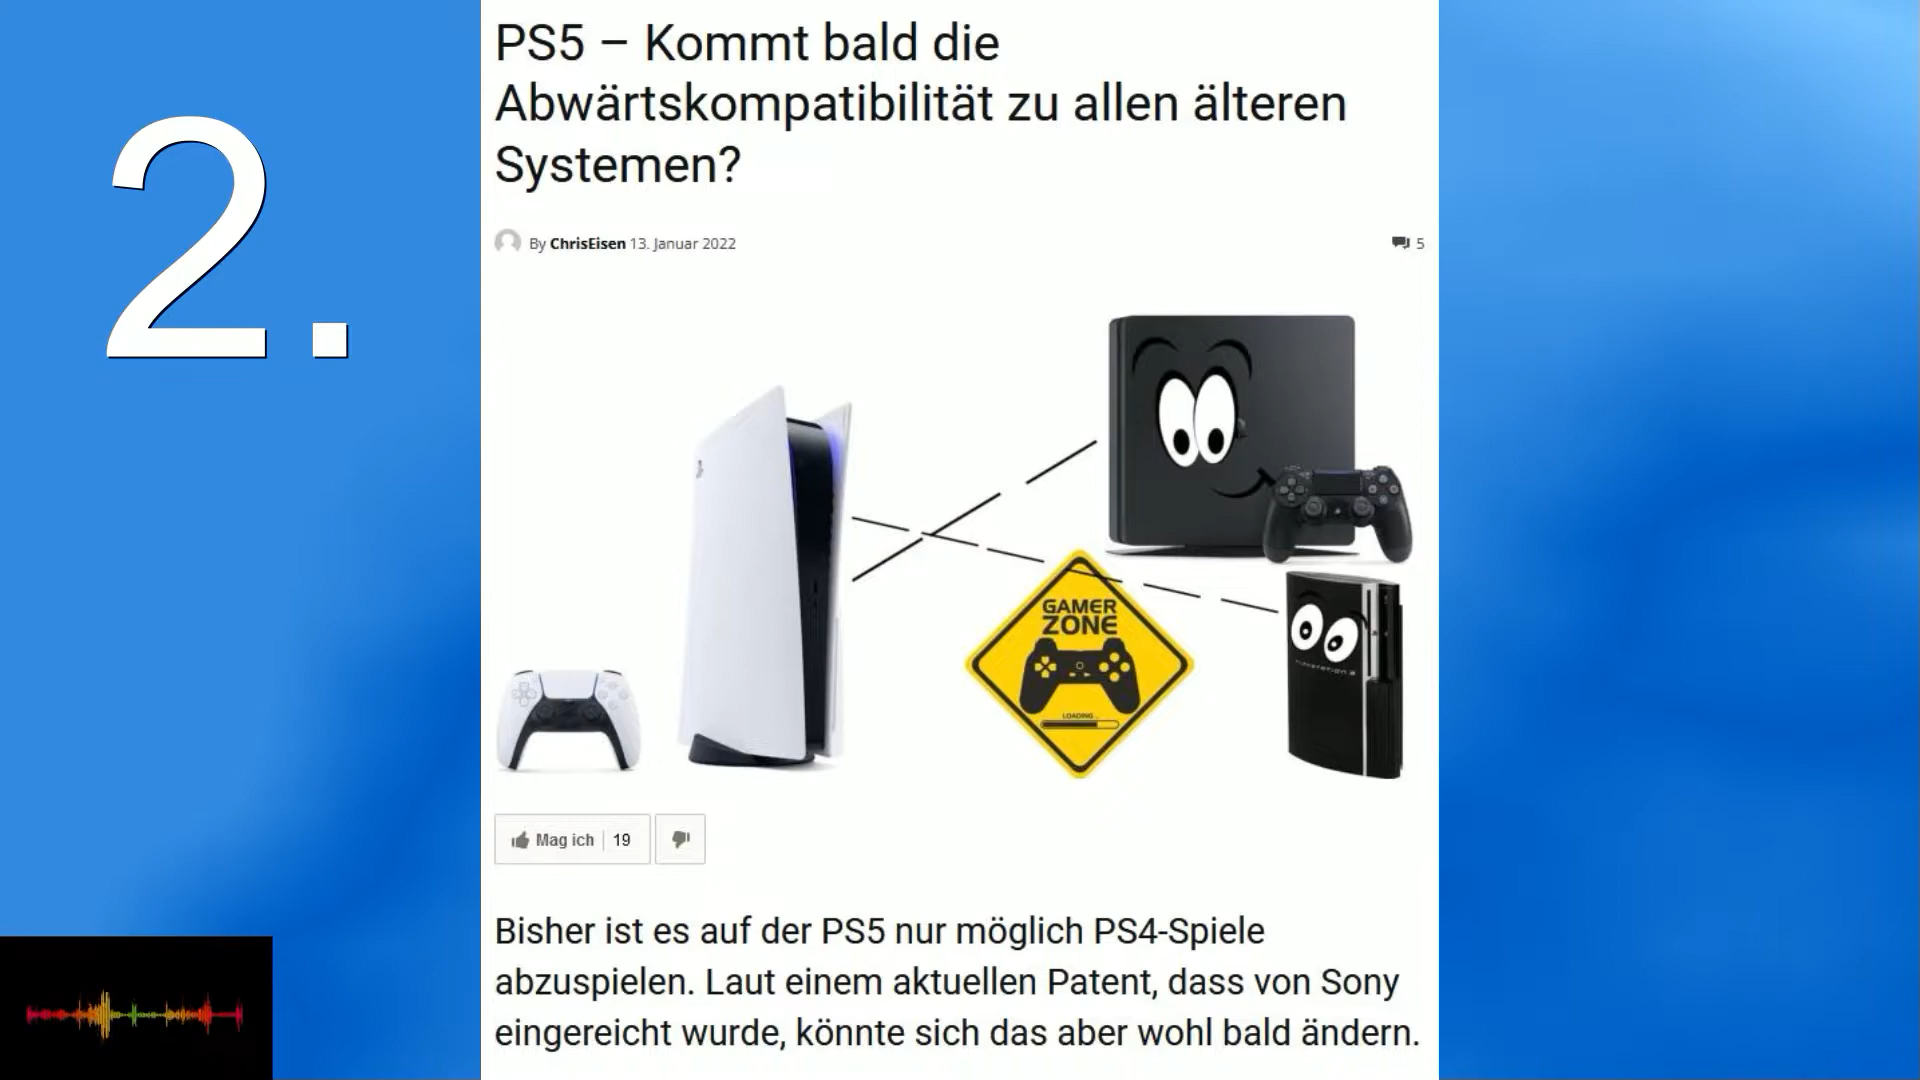 2.
PS5 – Kommt bald die
Abwärtskompatibilität zu allen älteren
Systemen?
By ChrisEisen 13. Januar 2022
5
GAMER
ZONE
LOADING...
Mag ich 19
Bisher ist es auf der PS5 nur möglich PS4-Spiele
abzuspielen. Laut einem aktuellen Patent, dass von Sony
eingereicht wurde, könnte sich das aber wohl bald ändern.